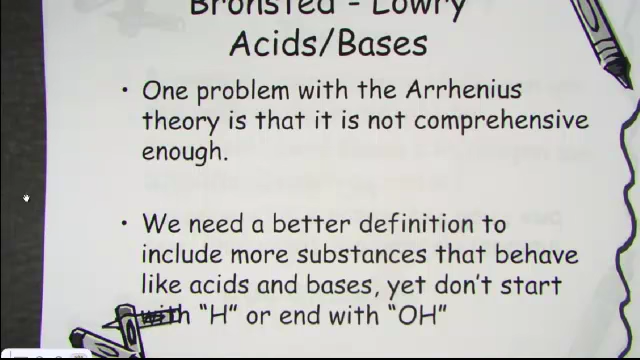 Bronsted - Lowry
Acids/Bases
• One problem with the Arrhenius
theory is that it is not comprehensive
enough.
• We need a better definition to
include more substances that behave
like acids and bases, yet don't start
with "H" or end with "OH"